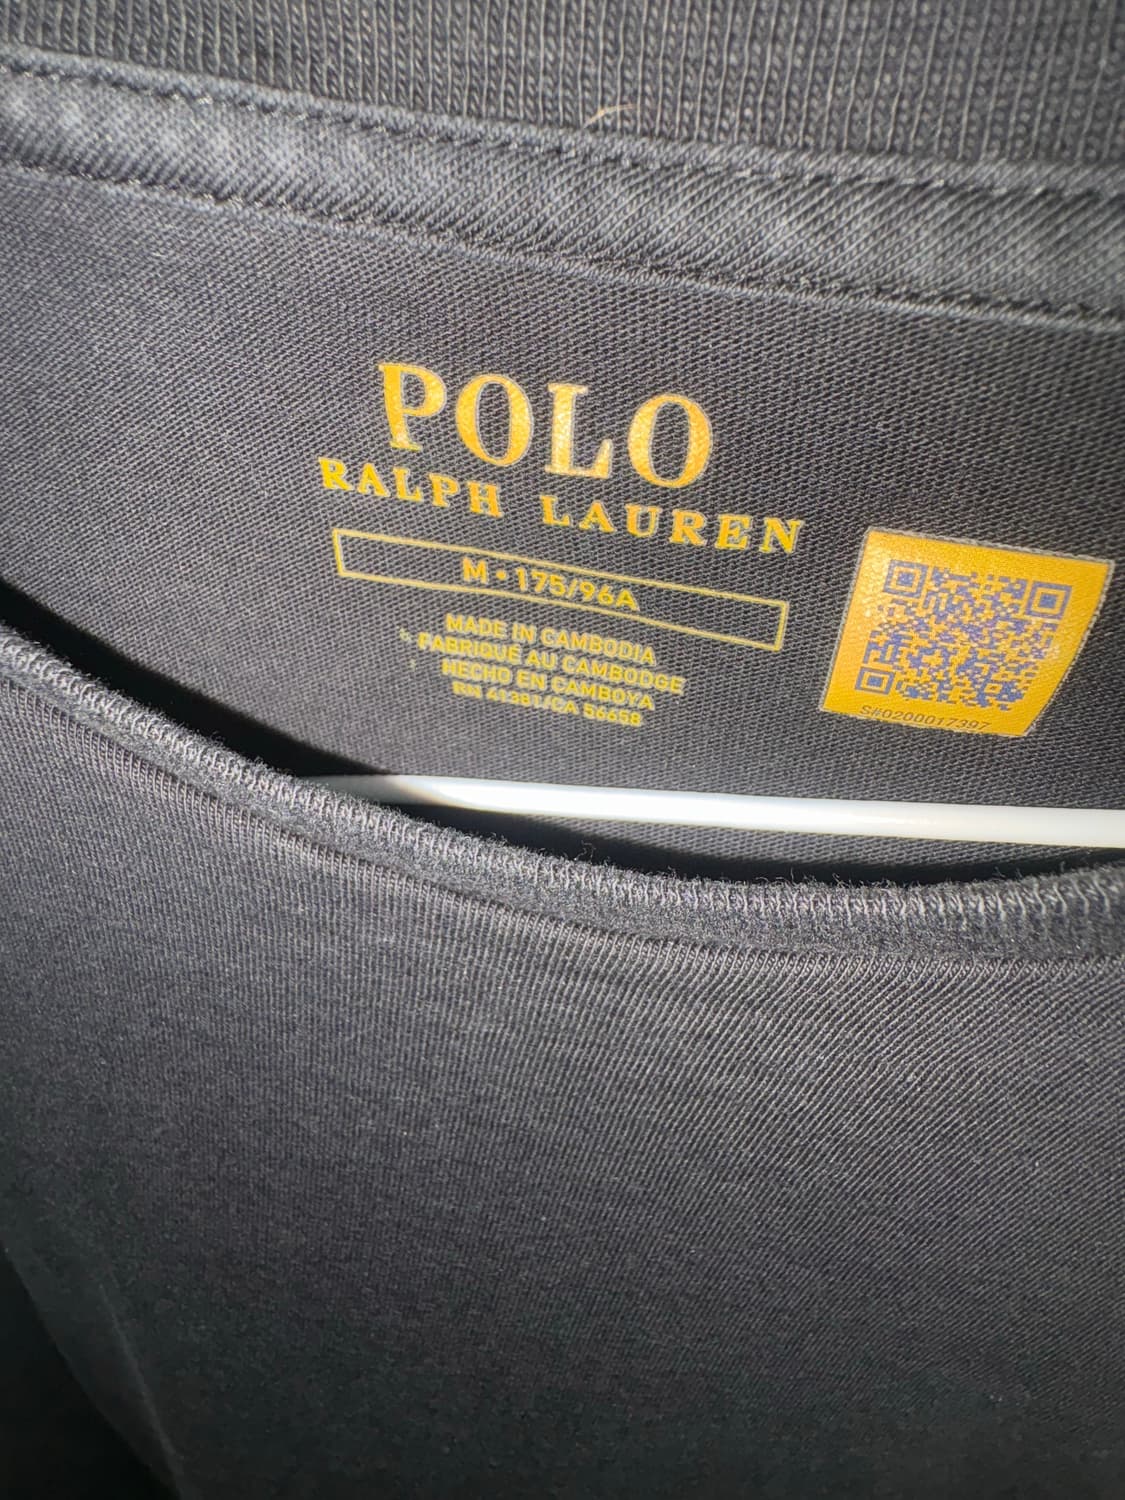 POLO
RALPH LAUREN
M • 175/96A
MADE IN CAMBODIA
FABRIQUÉ AU CAMBODGE
HECHO EN CAMBOYA
RN 41381/CA 56658
S#0200017397